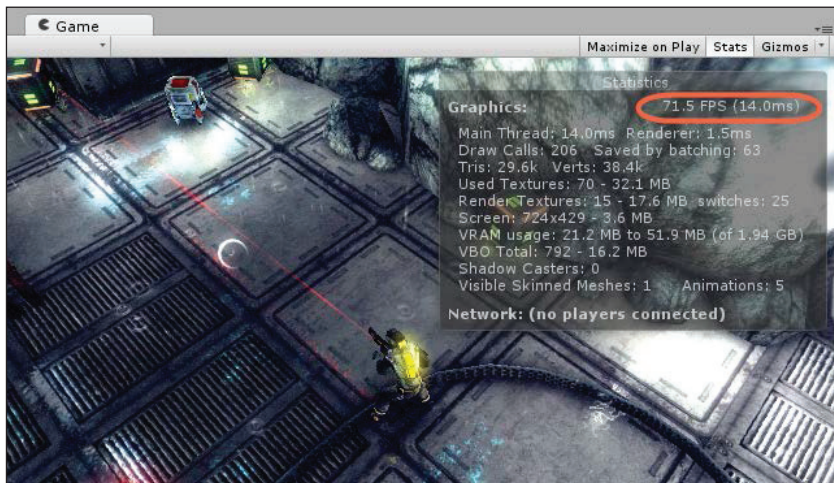 Game
Maximize on Play Stats Gizmos
Statistics
Graphics: 71.5 FPS (14.0ms)
Main Thread: 14.0ms Renderer: 1.5ms
Draw Calls: 206 Saved by batching: 63
Tris: 29.6k Verts: 38.4k
Used Textures: 70 - 32.1 MB
Render Textures: 15 - 17.6 MB switches: 25
Screen: 724x429 - 3.6 MB
VRAM usage: 21.2 MB to 51.9 MB (of 1.94 GB)
VBO Total: 792 - 16.2 MB
Shadow Casters: 0
Visible Skinned Meshes: 1 Animations: 5
Network: (no players connected)